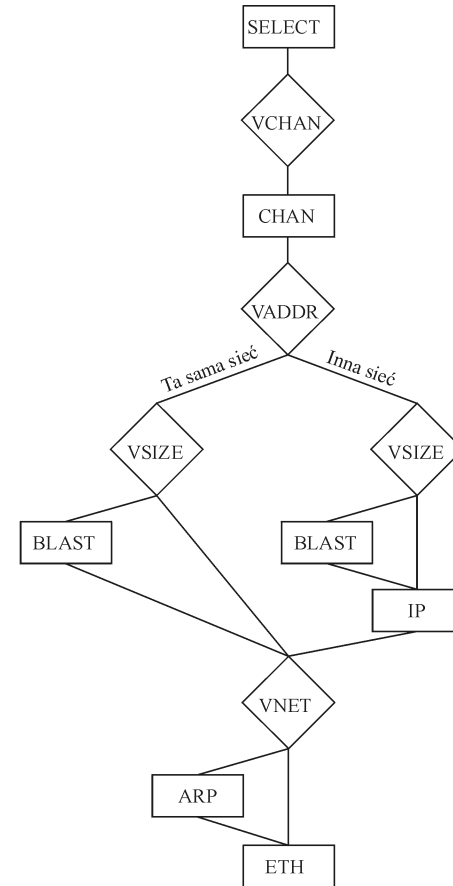 SELECT
VCHAN
CHAN
VADDR
Ta sama sieć
Inna sieć
VSIZE
VSIZE
BLAST
BLAST
IP
VNET
ARP
ETH